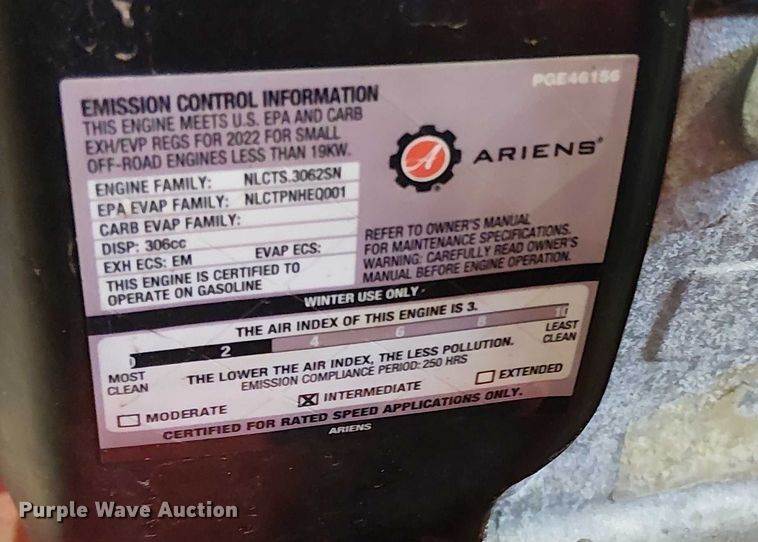 PGE46156
EMISSION CONTROL INFORMATION
THIS ENGINE MEETS U.S. EPA AND CARB
EXH/EVP REGS FOR 2022 FOR SMALL
OFF-ROAD ENGINES LESS THAN 19KW.
ARIENS®
ENGINE FAMILY: NLCTS.3062SN
EPA EVAP FAMILY: NLCTPNHEQ001
CARB EVAP FAMILY:
DISP: 306cc
EXH ECS: EM EVAP ECS:
THIS ENGINE IS CERTIFIED TO
OPERATE ON GASOLINE
REFER TO OWNER'S MANUAL
FOR MAINTENANCE SPECIFICATIONS.
WARNING: CAREFULLY READ OWNER'S
MANUAL BEFORE ENGINE OPERATION.
WINTER USE ONLY
THE AIR INDEX OF THIS ENGINE IS 3.
0 2 4 6 8 10
MOST
CLEAN
LEAST
CLEAN
THE LOWER THE AIR INDEX, THE LESS POLLUTION.
EMISSION COMPLIANCE PERIOD: 250 HRS
MODERATE INTERMEDIATE EXTENDED
CERTIFIED FOR RATED SPEED APPLICATIONS ONLY.
ARIENS
Purple Wave Auction